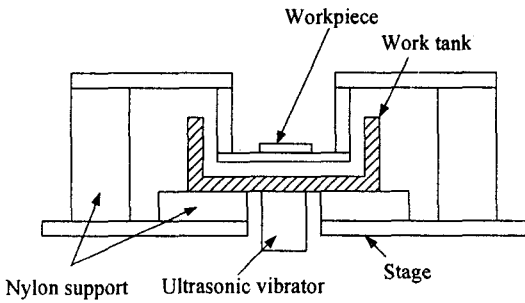 Workpiece
Work tank
Nylon support
Ultrasonic vibrator
Stage